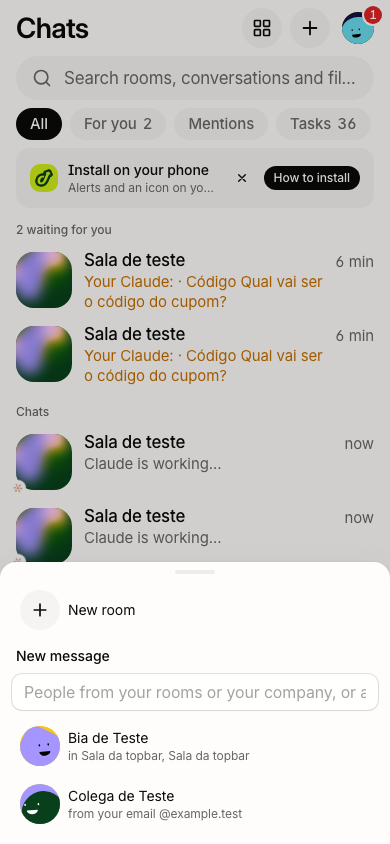 Chats
1
Search rooms, conversations and fil...
All
For you 2
Mentions
Tasks 36
Install on your phone
Alerts and an icon on yo...
How to install
2 waiting for you
Sala de teste
6 min
Your Claude: · Código Qual vai ser
o código do cupom?
Sala de teste
6 min
Your Claude: · Código Qual vai ser
o código do cupom?
Chats
Sala de teste
now
Claude is working...
Sala de teste
now
Claude is working...
New room
New message
People from your rooms or your company, or a
Bia de Teste
in Sala da topbar, Sala da topbar
Colega de Teste
from your email @example.test